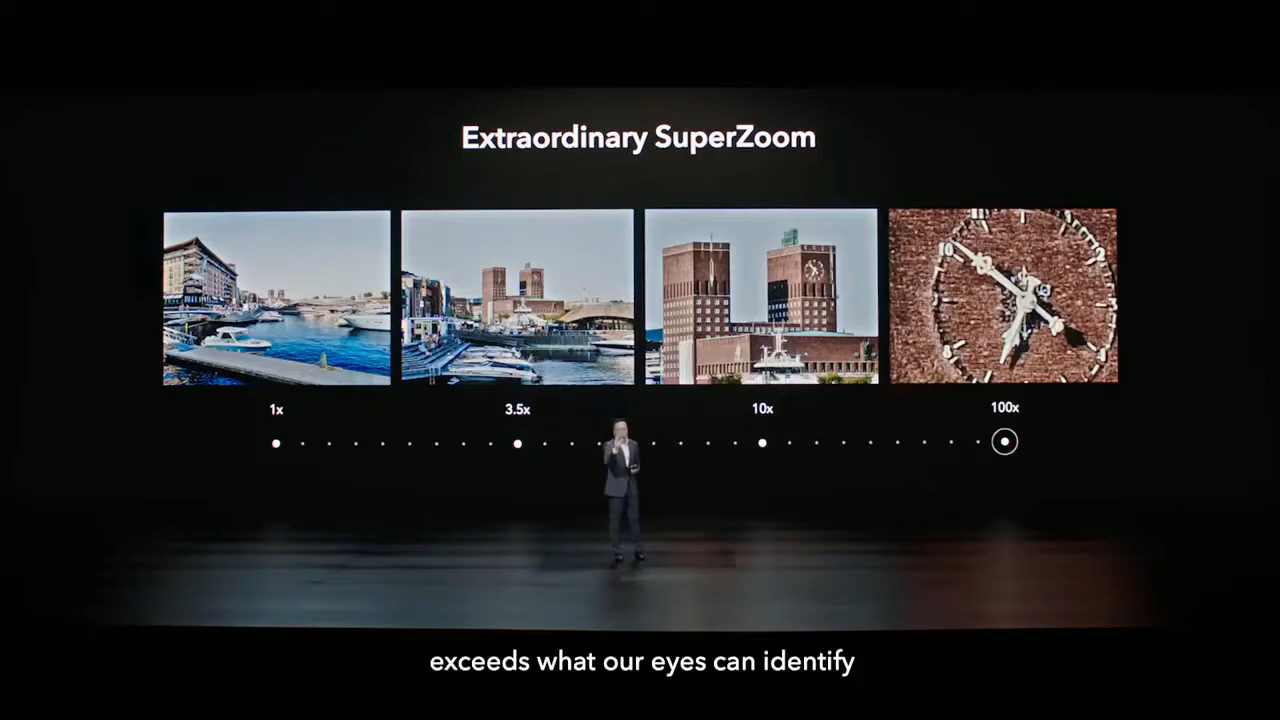 Extraordinary SuperZoom
1x
3.5x
10x
100x
exceeds what our eyes can identify